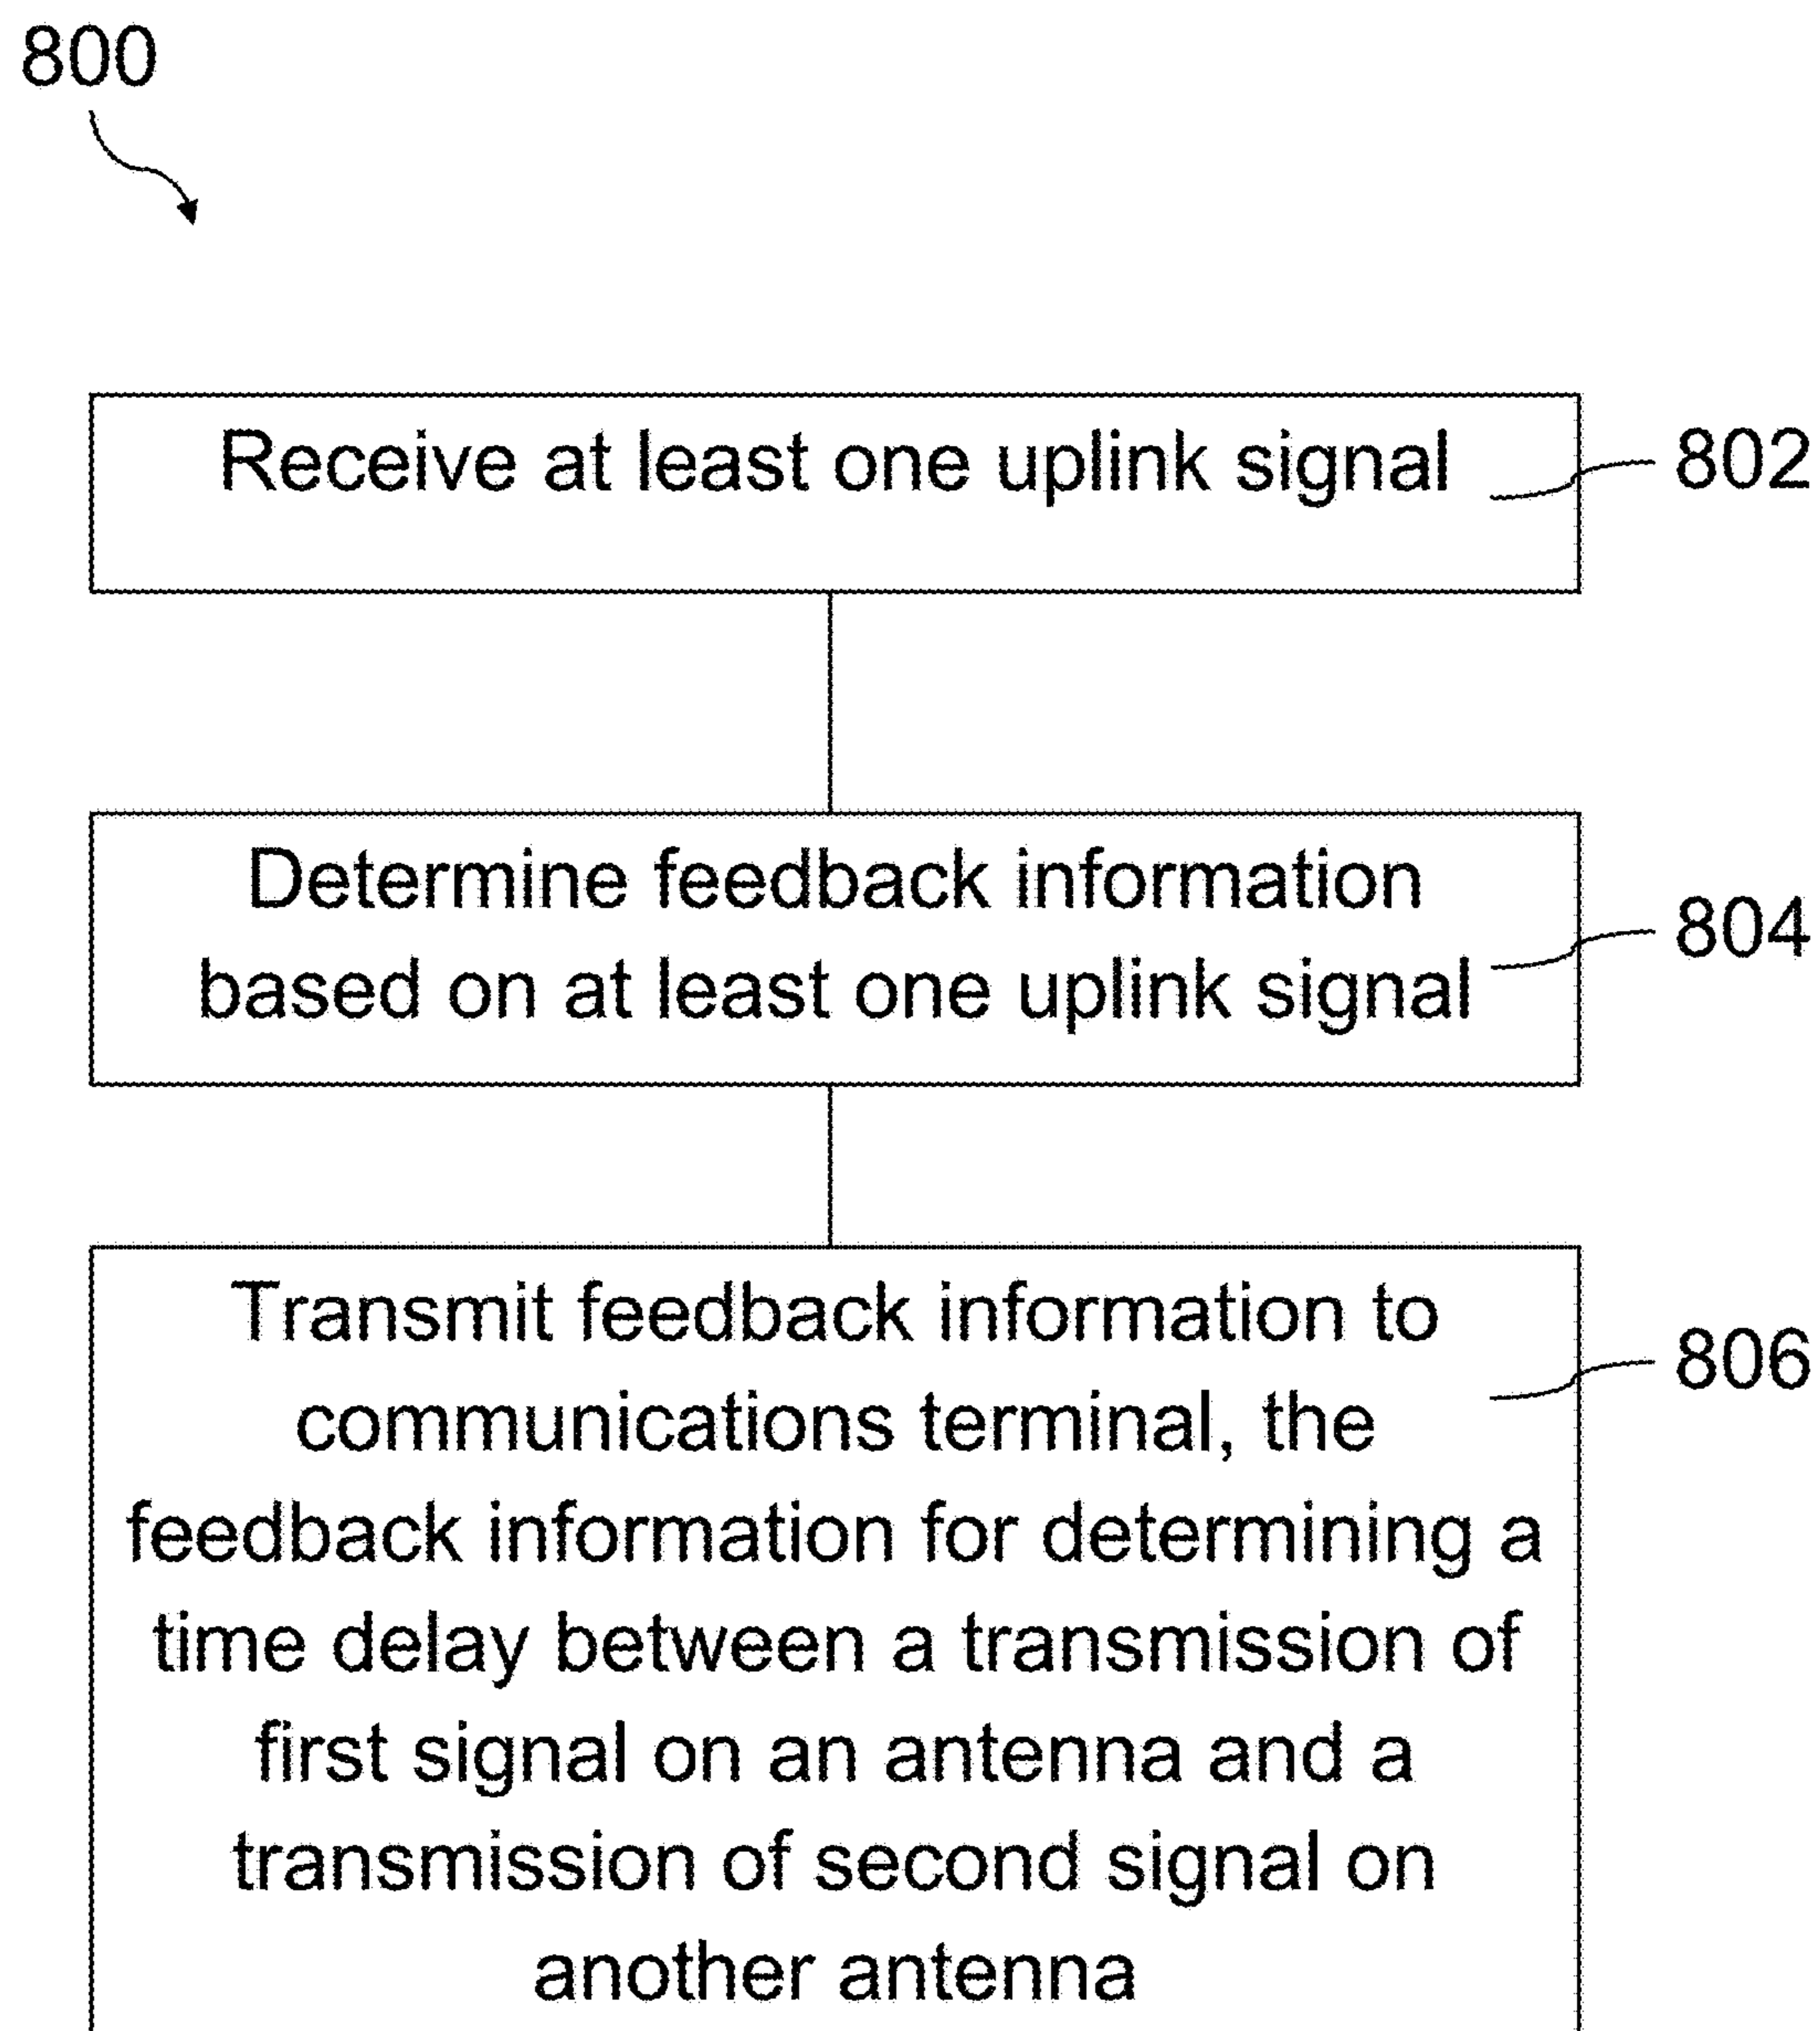 800
Receive at least one uplink signal
802
Determine feedback information
based on at least one uplink signal
804
Transmit feedback information to
communications terminal, the
feedback information for determining a
time delay between a transmission of
first signal on an antenna and a
transmission of second signal on
another antenna
806